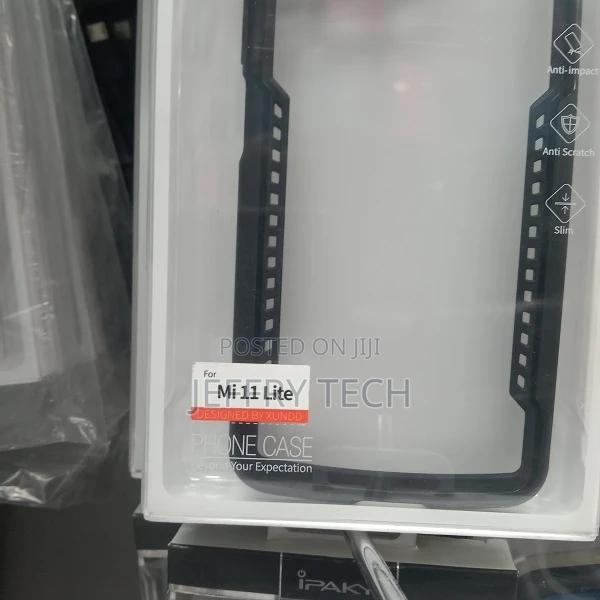 Anti-impact
Anti Scratch
Slim
POSTED ON JIJI
JEFFERY TECH
For
Mi 11 Lite
DESIGNED BY XUNDD
PHONE CASE
Beyond Your Expectation
iPAKY